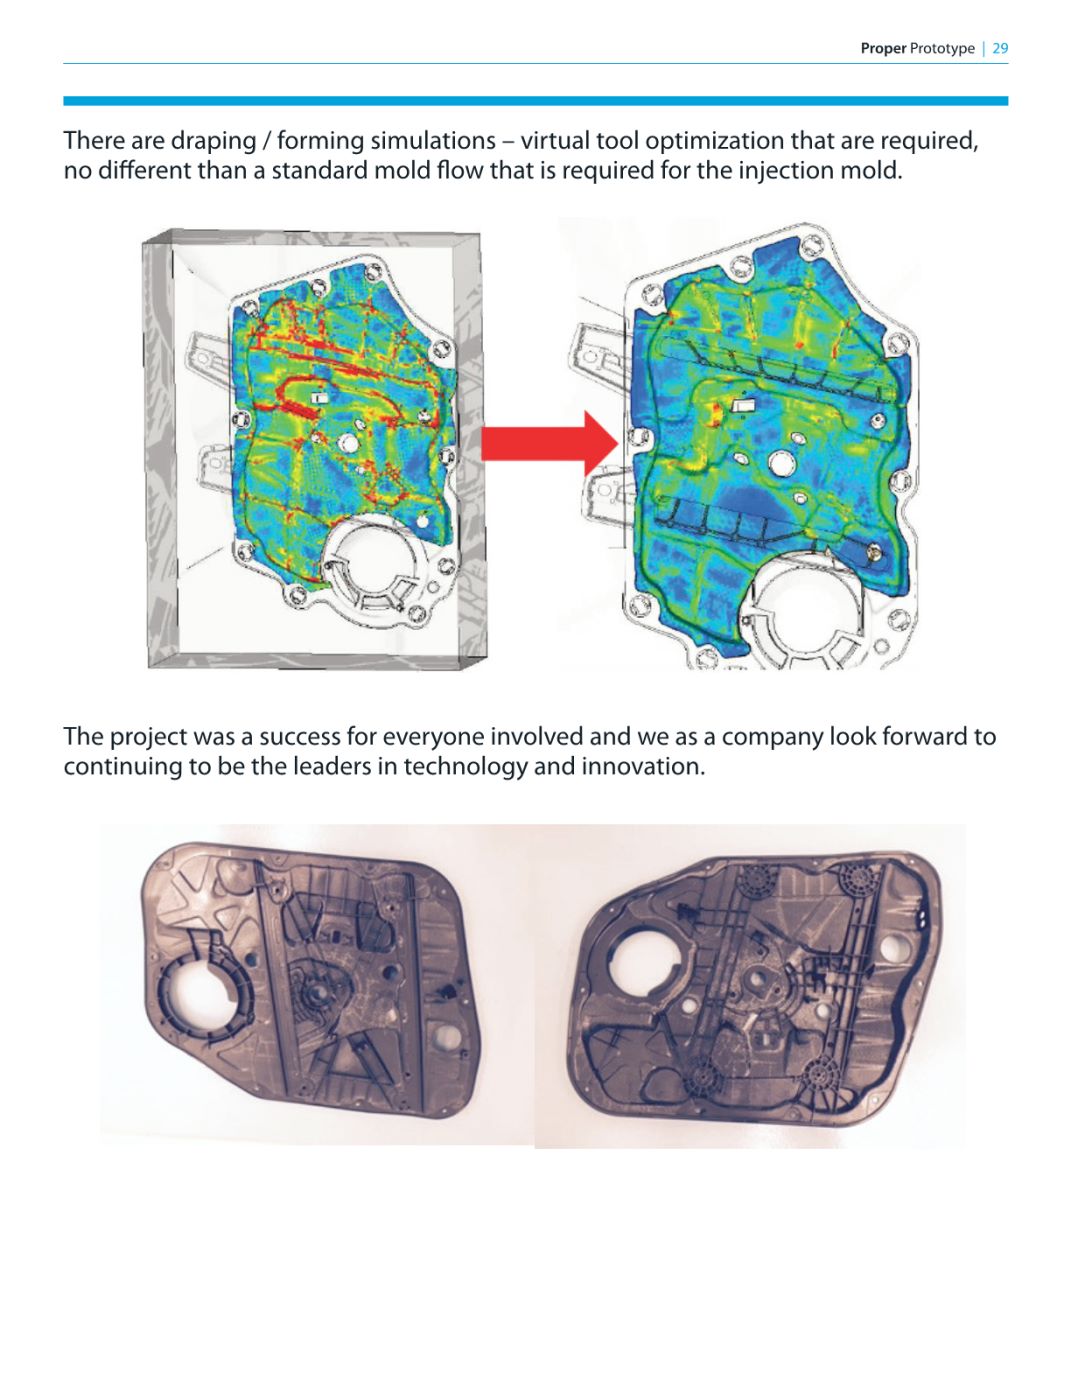 Proper Prototype | 29
There are draping / forming simulations – virtual tool optimization that are required,
no different than a standard mold flow that is required for the injection mold.
The project was a success for everyone involved and we as a company look forward to
continuing to be the leaders in technology and innovation.